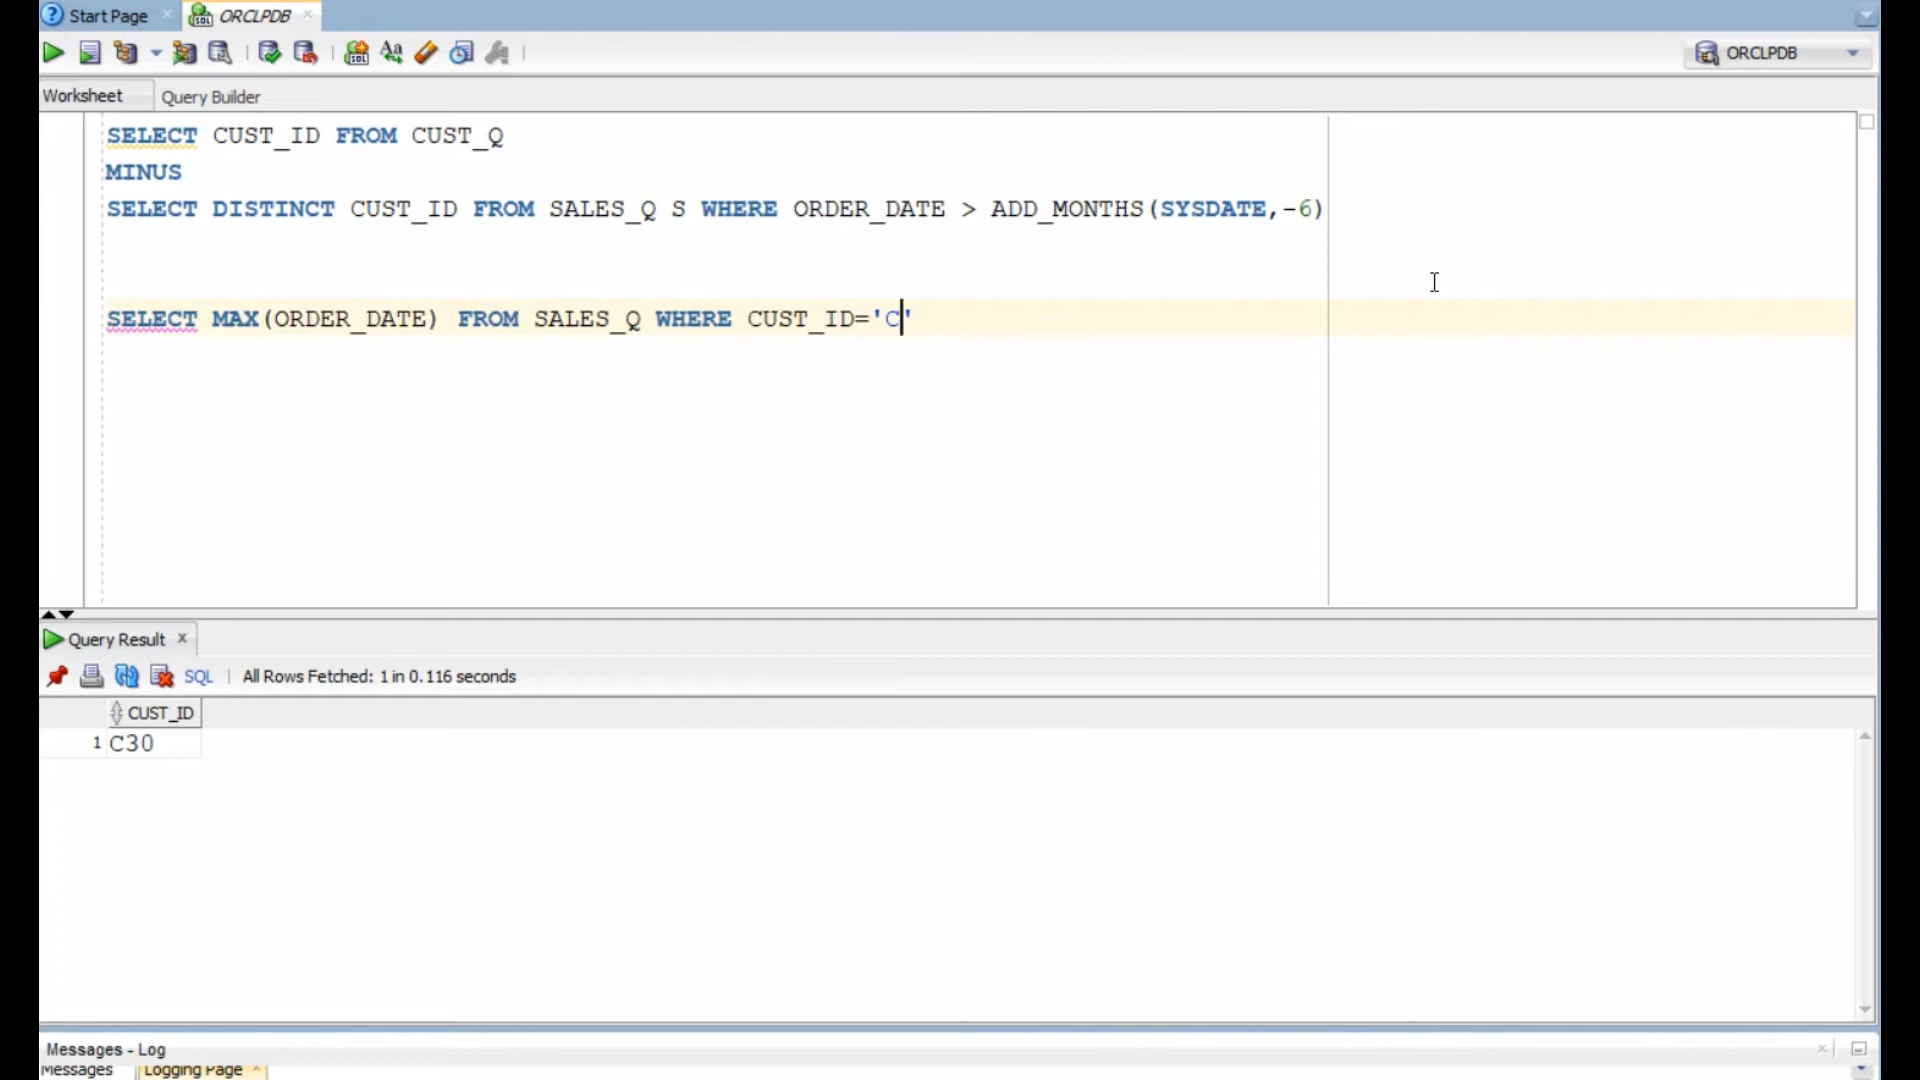 Start Page
ORCLPDB
ORCLPDB
Worksheet
Query Builder
SELECT CUST_ID FROM CUST_Q
MINUS
SELECT DISTINCT CUST_ID FROM SALES_Q S WHERE ORDER_DATE > ADD_MONTHS(SYSDATE,-6)
SELECT MAX(ORDER_DATE) FROM SALES_Q WHERE CUST_ID='C'
Query Result
SQL | All Rows Fetched: 1 in 0.116 seconds
CUST_ID
1 C30
Messages - Log
Messages
Logging Page